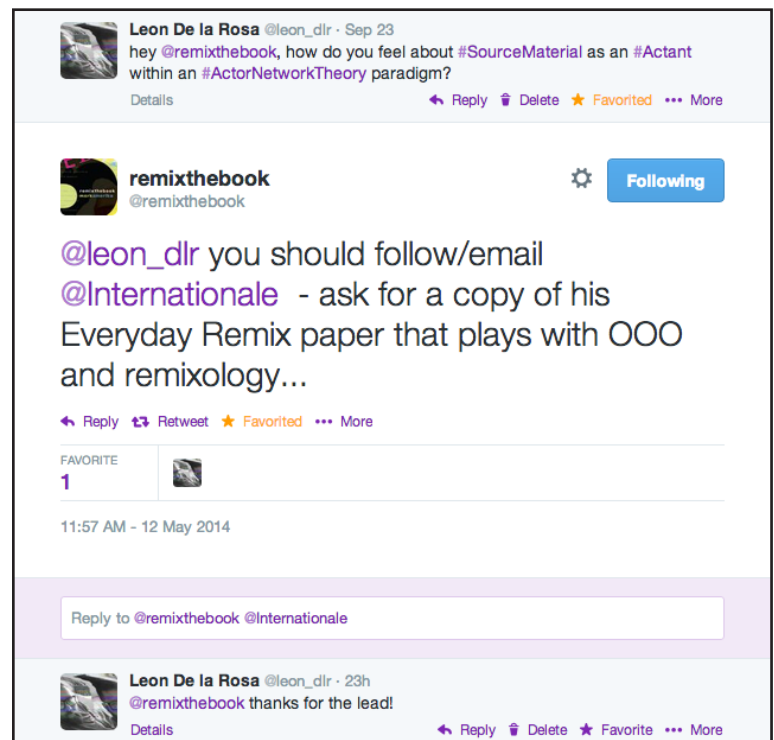 Leon De la Rosa @leon_dlr · Sep 23
hey @remixthebook, how do you feel about #SourceMaterial as an #Actant
within an #ActorNetworkTheory paradigm?
Details Reply Delete Favorited More
remixthebook
@remixthebook
Following
@leon_dlr you should follow/email
@Internationale - ask for a copy of his
Everyday Remix paper that plays with OOO
and remixology...
Reply Retweet Favorited More
FAVORITE
1
11:57 AM - 12 May 2014
Reply to @remixthebook @Internationale
Leon De la Rosa @leon_dlr · 23h
@remixthebook thanks for the lead!
Details Reply Delete Favorite More